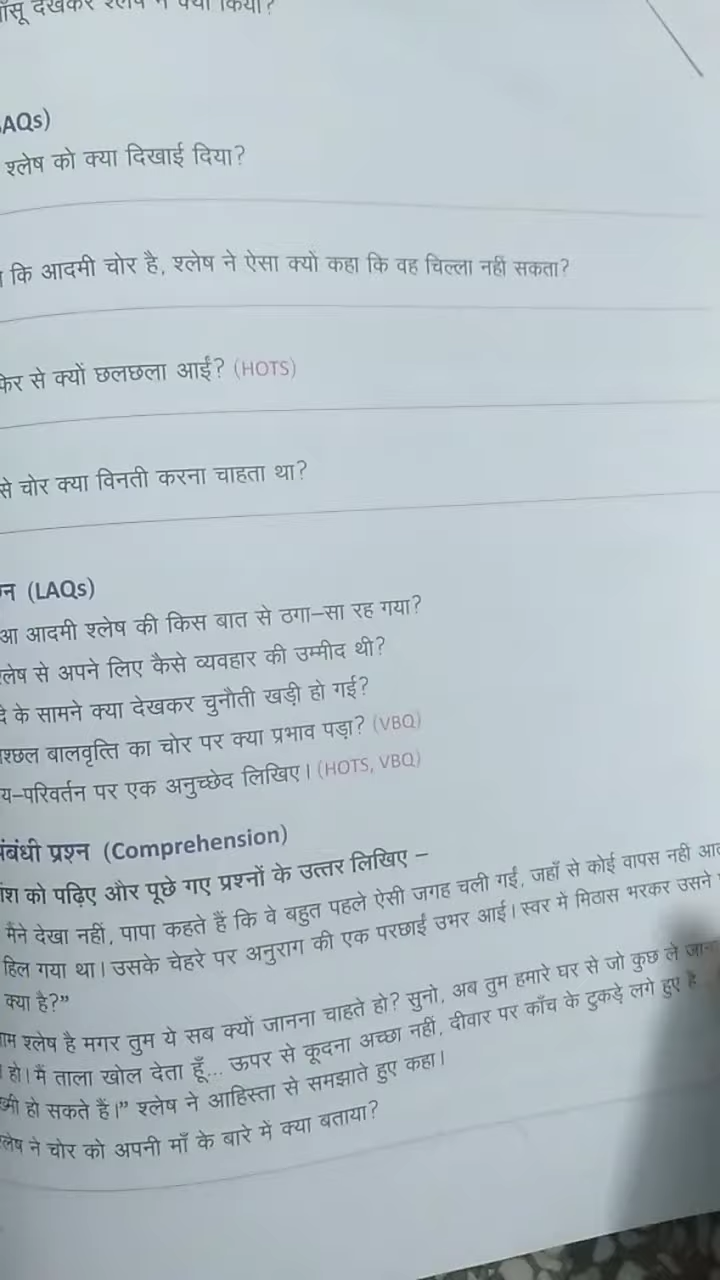 देखकर श्लेष ने क्या किया?
AQs)
श्लेष को क्या दिखाई दिया?
कि आदमी चोर है, श्लेष ने ऐसा क्यों कहा कि वह चिल्ला नहीं सकता?
से क्यों छलछला आईं? (HOTS)
से चोर क्या विनती करना चाहता था?
(LAQs)
आदमी श्लेष की किस बात से ठगा–सा रह गया?
से अपने लिए कैसे व्यवहार की उम्मीद थी?
के सामने क्या देखकर चुनौती खड़ी हो गई?
बालवृत्ति का चोर पर क्या प्रभाव पड़ा? (VBQ)
य–परिवर्तन पर एक अनुच्छेद लिखिए। (HOTS, VBQ)
प्रश्न (Comprehension)
को पढ़िए और पूछे गए प्रश्नों के उत्तर लिखिए –
मैंने देखा नहीं, पापा कहते हैं कि वे बहुत पहले ऐसी जगह चली गईं, जहाँ से कोई वापस नहीं
हिल गया था। उसके चेहरे पर अनुराग की एक परछाई उभर आई। स्वर में मिठास भरकर उसने
क्या है?”
श्लेष है मगर तुम ये सब क्यों जानना चाहते हो? सुनो, अब तुम हमारे घर से जो कुछ ले
हो। मैं ताला खोल देता हूँ... ऊपर से कूदना अच्छा नहीं, दीवार पर काँच के टुकड़े लगे हुए
हो सकते हैं।” श्लेष ने आहिस्ता से समझाते हुए कहा।
ने चोर को अपनी माँ के बारे में क्या बताया?